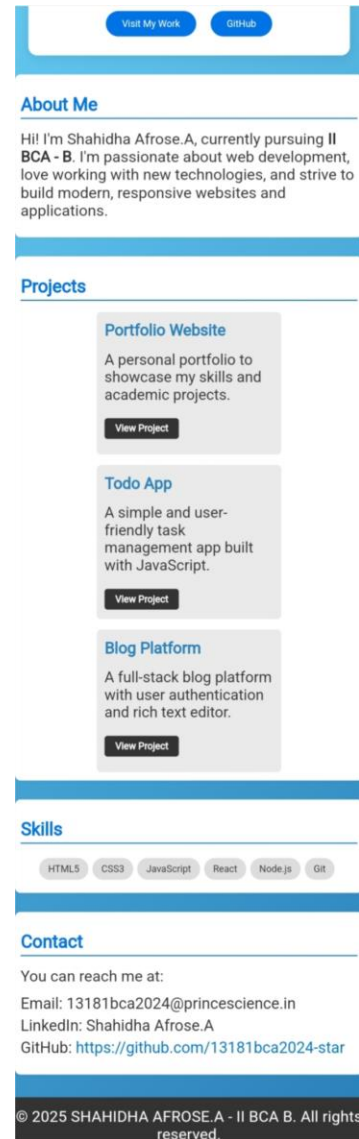 Visit My Work
GitHub
About Me
Hi! I'm Shahidha Afrose.A, currently pursuing II
BCA - B. I'm passionate about web development,
love working with new technologies, and strive to
build modern, responsive websites and
applications.
Projects
Portfolio Website
A personal portfolio to
showcase my skills and
academic projects.
View Project
Todo App
A simple and user-
friendly task
management app built
with JavaScript.
View Project
Blog Platform
A full-stack blog platform
with user authentication
and rich text editor.
View Project
Skills
HTML5 CSS3 JavaScript React Node.js Git
Contact
You can reach me at:
Email: 13181bca2024@princescience.in
LinkedIn: Shahidha Afrose.A
GitHub: https://github.com/13181bca2024-star
© 2025 SHAHIDHA AFROSE.A - II BCA B. All rights
reserved.